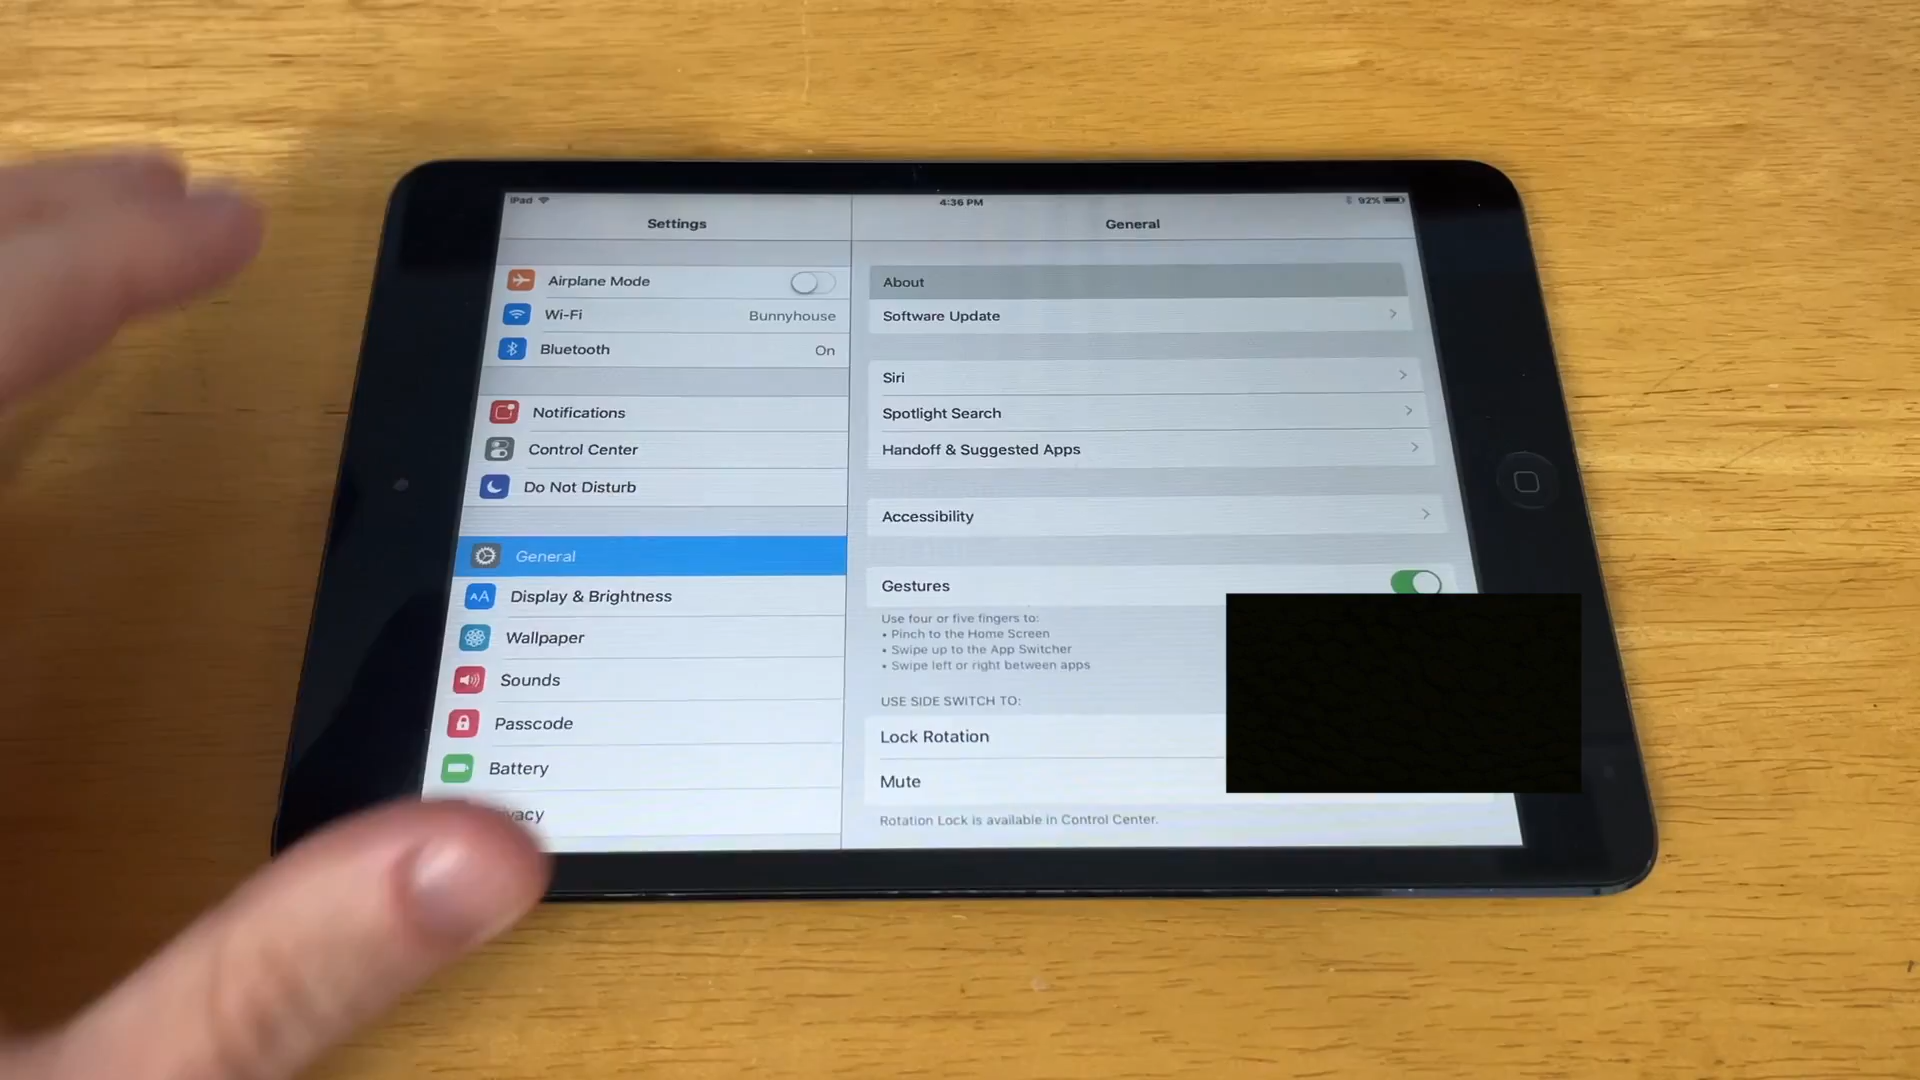 iPad
4:36 PM
92%
Settings
General
Airplane Mode
Wi-Fi Bunnyhouse
Bluetooth On
Notifications
Control Center
Do Not Disturb
General
Display & Brightness
Wallpaper
Sounds
Passcode
Battery
vacy
About
Software Update
Siri
Spotlight Search
Handoff & Suggested Apps
Accessibility
Gestures
Use four or five fingers to:
• Pinch to the Home Screen
• Swipe up to the App Switcher
• Swipe left or right between apps
USE SIDE SWITCH TO:
Lock Rotation
Mute
Rotation Lock is available in Control Center.